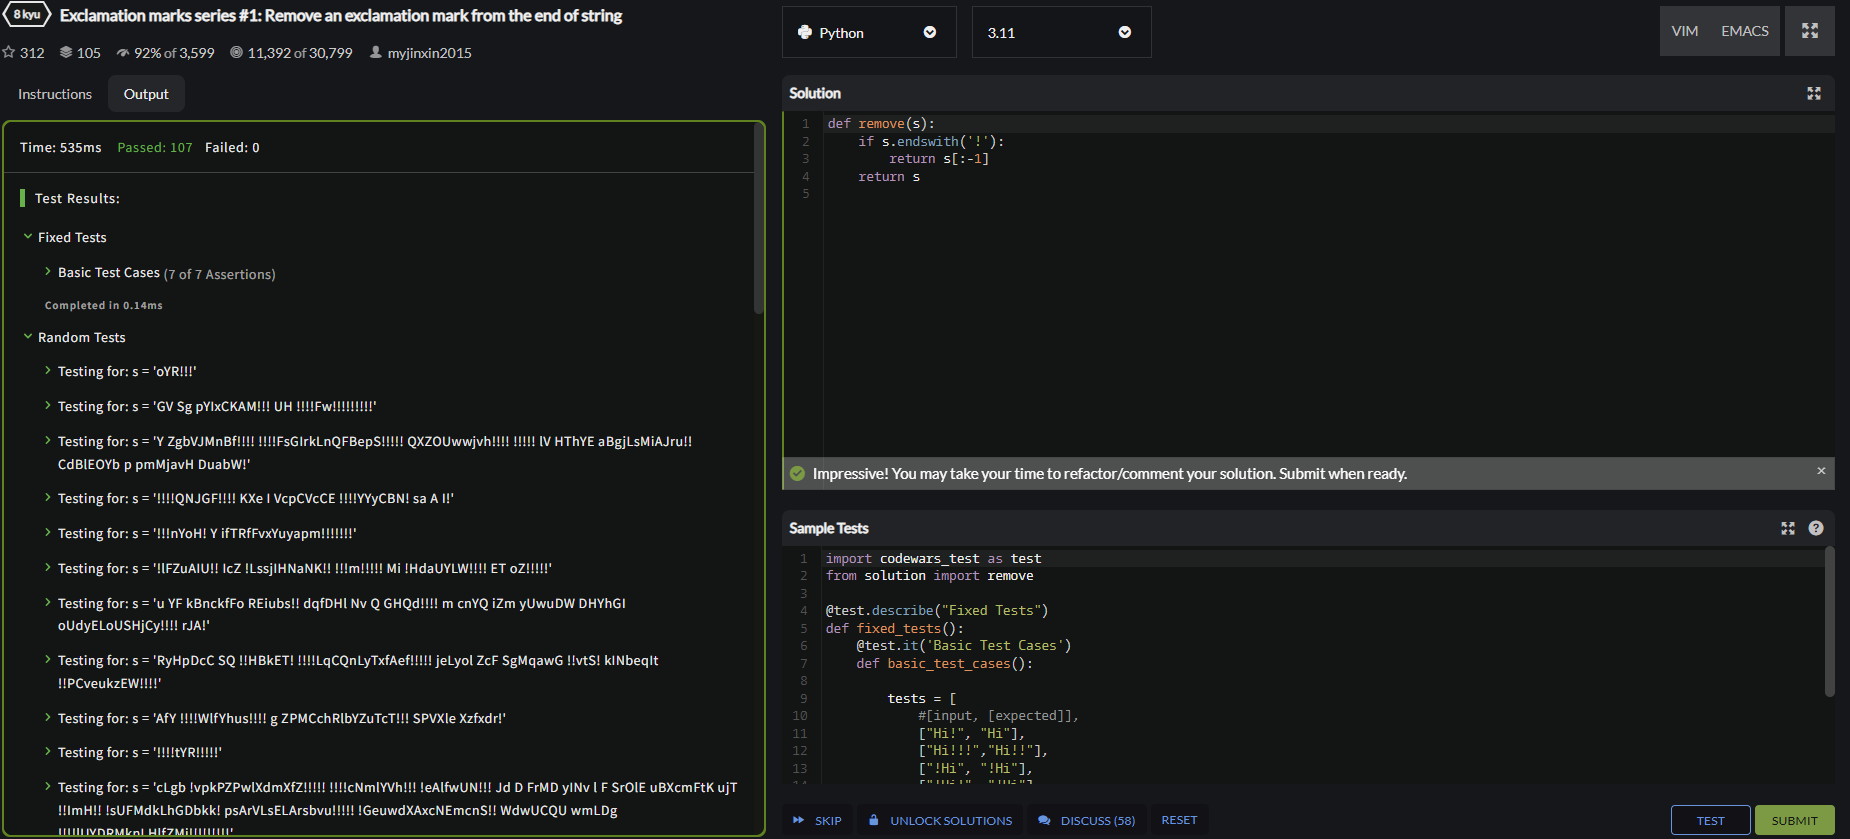 8 kyu
Exclamation marks series #1: Remove an exclamation mark from the end of string
312 105 92% of 3,599 11,392 of 30,799 myjinxin2015
Instructions Output
Time: 535ms Passed: 107 Failed: 0
Test Results:
Fixed Tests
Basic Test Cases (7 of 7 Assertions)
Completed in 0.14ms
Random Tests
Testing for: s = 'oYR!!!'
Testing for: s = 'GV Sg pYIxCKAM!!! UH !!!!Fw!!!!!!!!!'
Testing for: s = 'Y ZgbVJMnBf!!!! !!!!FsGIrkLnQFBepS!!!!! QXZOUwwjvh!!!! !!!!! lV HThYE aBgjLsMiAJru!!
CdBlEOYb p pmMjavH DuabW!'
Testing for: s = '!!!!QNJGF!!!! KXe I VcpCVcCE !!!!YYyCBN! sa A I!'
Testing for: s = '!!!nYoH! Y ifTRfFvxYuyapm!!!!!!!'
Testing for: s = '!lFZuAIU!! IcZ !LssjIHNaNK!! !!!m!!!!! Mi !HdaUYLW!!!! ET oZ!!!!!'
Testing for: s = 'u YF kBnckfFo REiubs!! dqfDHl Nv Q GHQd!!!! m cnYQ iZm yUwuDW DHYhGI
oUdyELoUSHjCy!!!! rJA!'
Testing for: s = 'RyHpDcC SQ !!HBkET! !!!!LqCQnLyTxfAef!!!!! jeLyol ZcF SgMqawG !!vtS! kINbeqIt
!!PCveukzEW!!!!'
Testing for: s = 'AfY !!!!WlfYhus!!!! g ZPMCchRlbYZuTcT!!! SPVXle Xzfxdr!'
Testing for: s = '!!!!tYR!!!!!'
Testing for: s = 'cLgb !vpkPZPwlXdmXfZ!!!!! !!!!cNmlYVh!!! !eAlfwUN!!! Jd D FrMD yINv l F SrOlE uBXcmFtK ujT
!!ImH!! !sUFMdkLhGDbkk! psArVLsELArsbvu!!!!! !GeuwdXAxcNEmcnS!! WdwUCQU wmLDg
Python 3.11 VIM EMACS
Solution
1 def remove(s):
2 if s.endswith('!'):
3 return s[:-1]
4 return s
5
Impressive! You may take your time to refactor/comment your solution. Submit when ready. ×
Sample Tests ?
1 import codewars_test as test
2 from solution import remove
3
4 @test.describe("Fixed Tests")
5 def fixed_tests():
6 @test.it('Basic Test Cases')
7 def basic_test_cases():
8
9 tests = [
10 #[input, [expected]],
11 ["Hi!", "Hi"],
12 ["Hi!!!","Hi!!"],
13 ["!Hi", "!Hi"],
SKIP UNLOCK SOLUTIONS DISCUSS (58) RESET TEST SUBMIT